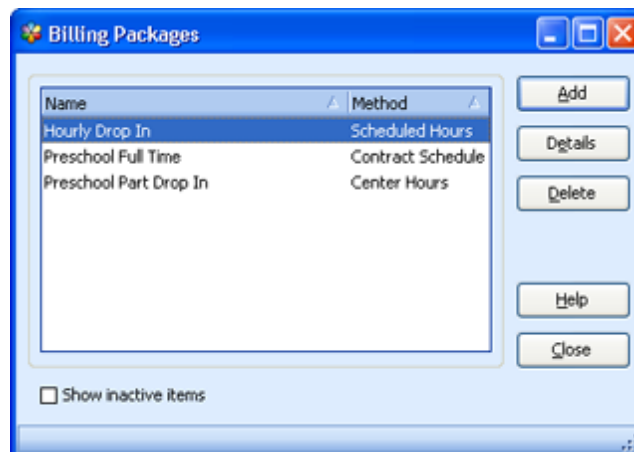 Billing Packages
Name Method
Hourly Drop In Scheduled Hours
Preschool Full Time Contract Schedule
Preschool Part Drop In Center Hours
Add
Details
Delete
Help
Close
Show inactive items